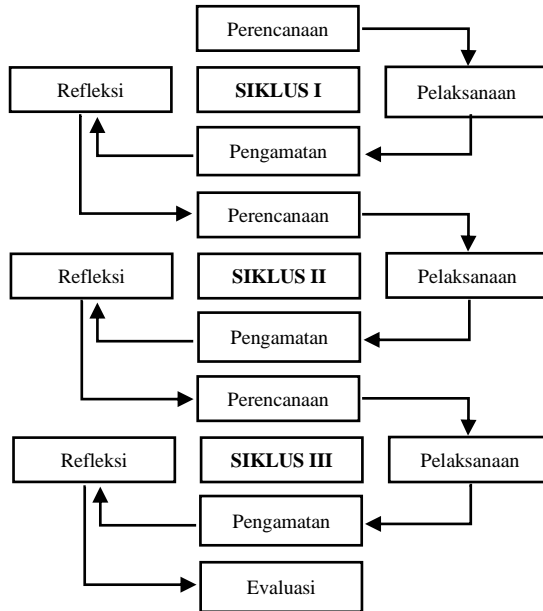 Perencanaan
Refleksi
SIKLUS I
Pelaksanaan
Pengamatan
Perencanaan
Refleksi
SIKLUS II
Pelaksanaan
Pengamatan
Perencanaan
Refleksi
SIKLUS III
Pelaksanaan
Pengamatan
Evaluasi